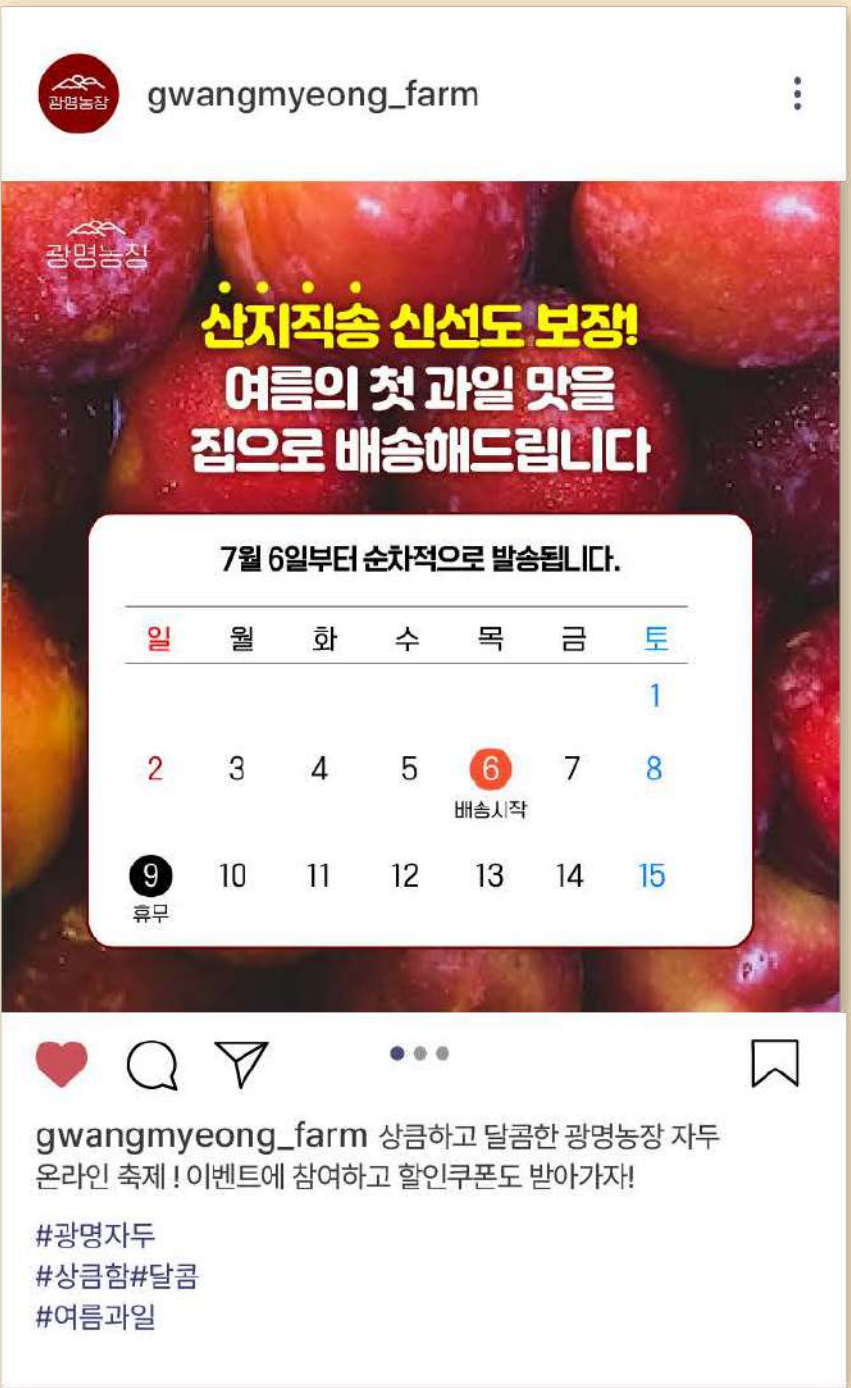 광명농장
gwangmyeong_farm
광명농장
산지직송 신선도 보장!
여름의 첫 과일 맛을
집으로 배송해드립니다
7월 6일부터 순차적으로 발송됩니다.
일 월 화 수 목 금 토
1
2 3 4 5 6 7 8
배송시작
9 10 11 12 13 14 15
휴무
gwangmyeong_farm 상큼하고 달콤한 광명농장 자두
온라인 축제 ! 이벤트에 참여하고 할인쿠폰도 받아가자!
#광명자두
#상큼함#달콤
#여름과일